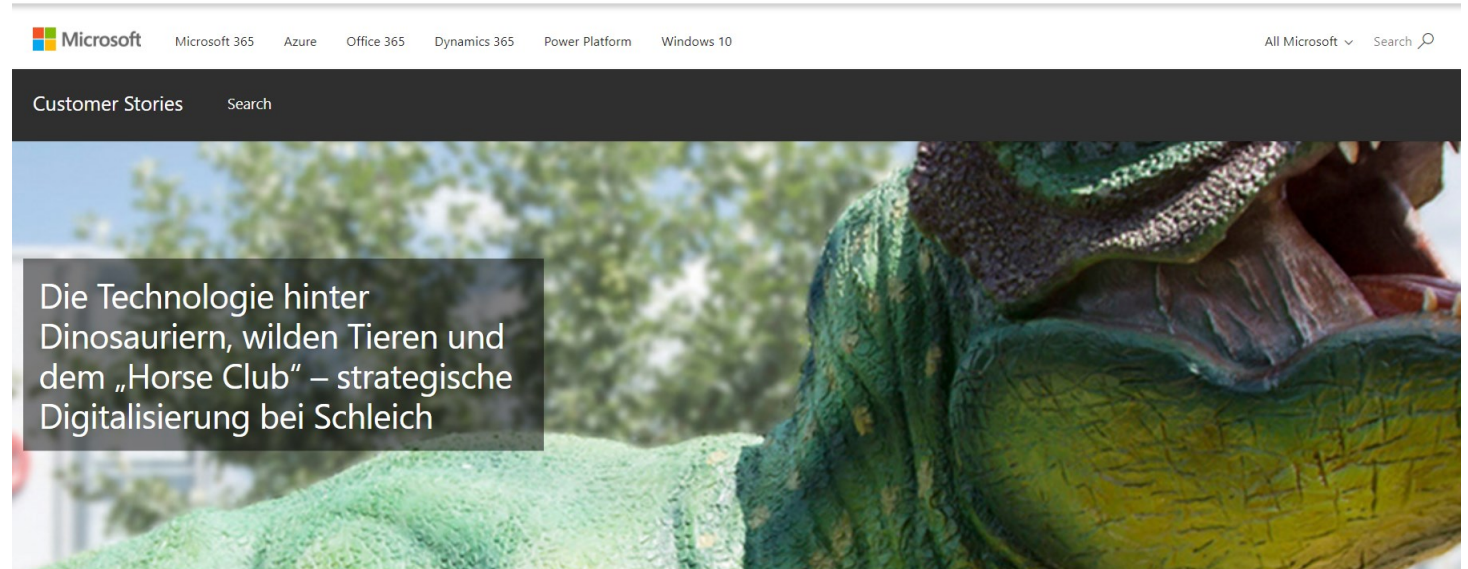 Microsoft Microsoft 365 Azure Office 365 Dynamics 365 Power Platform Windows 10 All Microsoft Search
Customer Stories Search
Die Technologie hinter
Dinosauriern, wilden Tieren und
dem „Horse Club“ – strategische
Digitalisierung bei Schleich